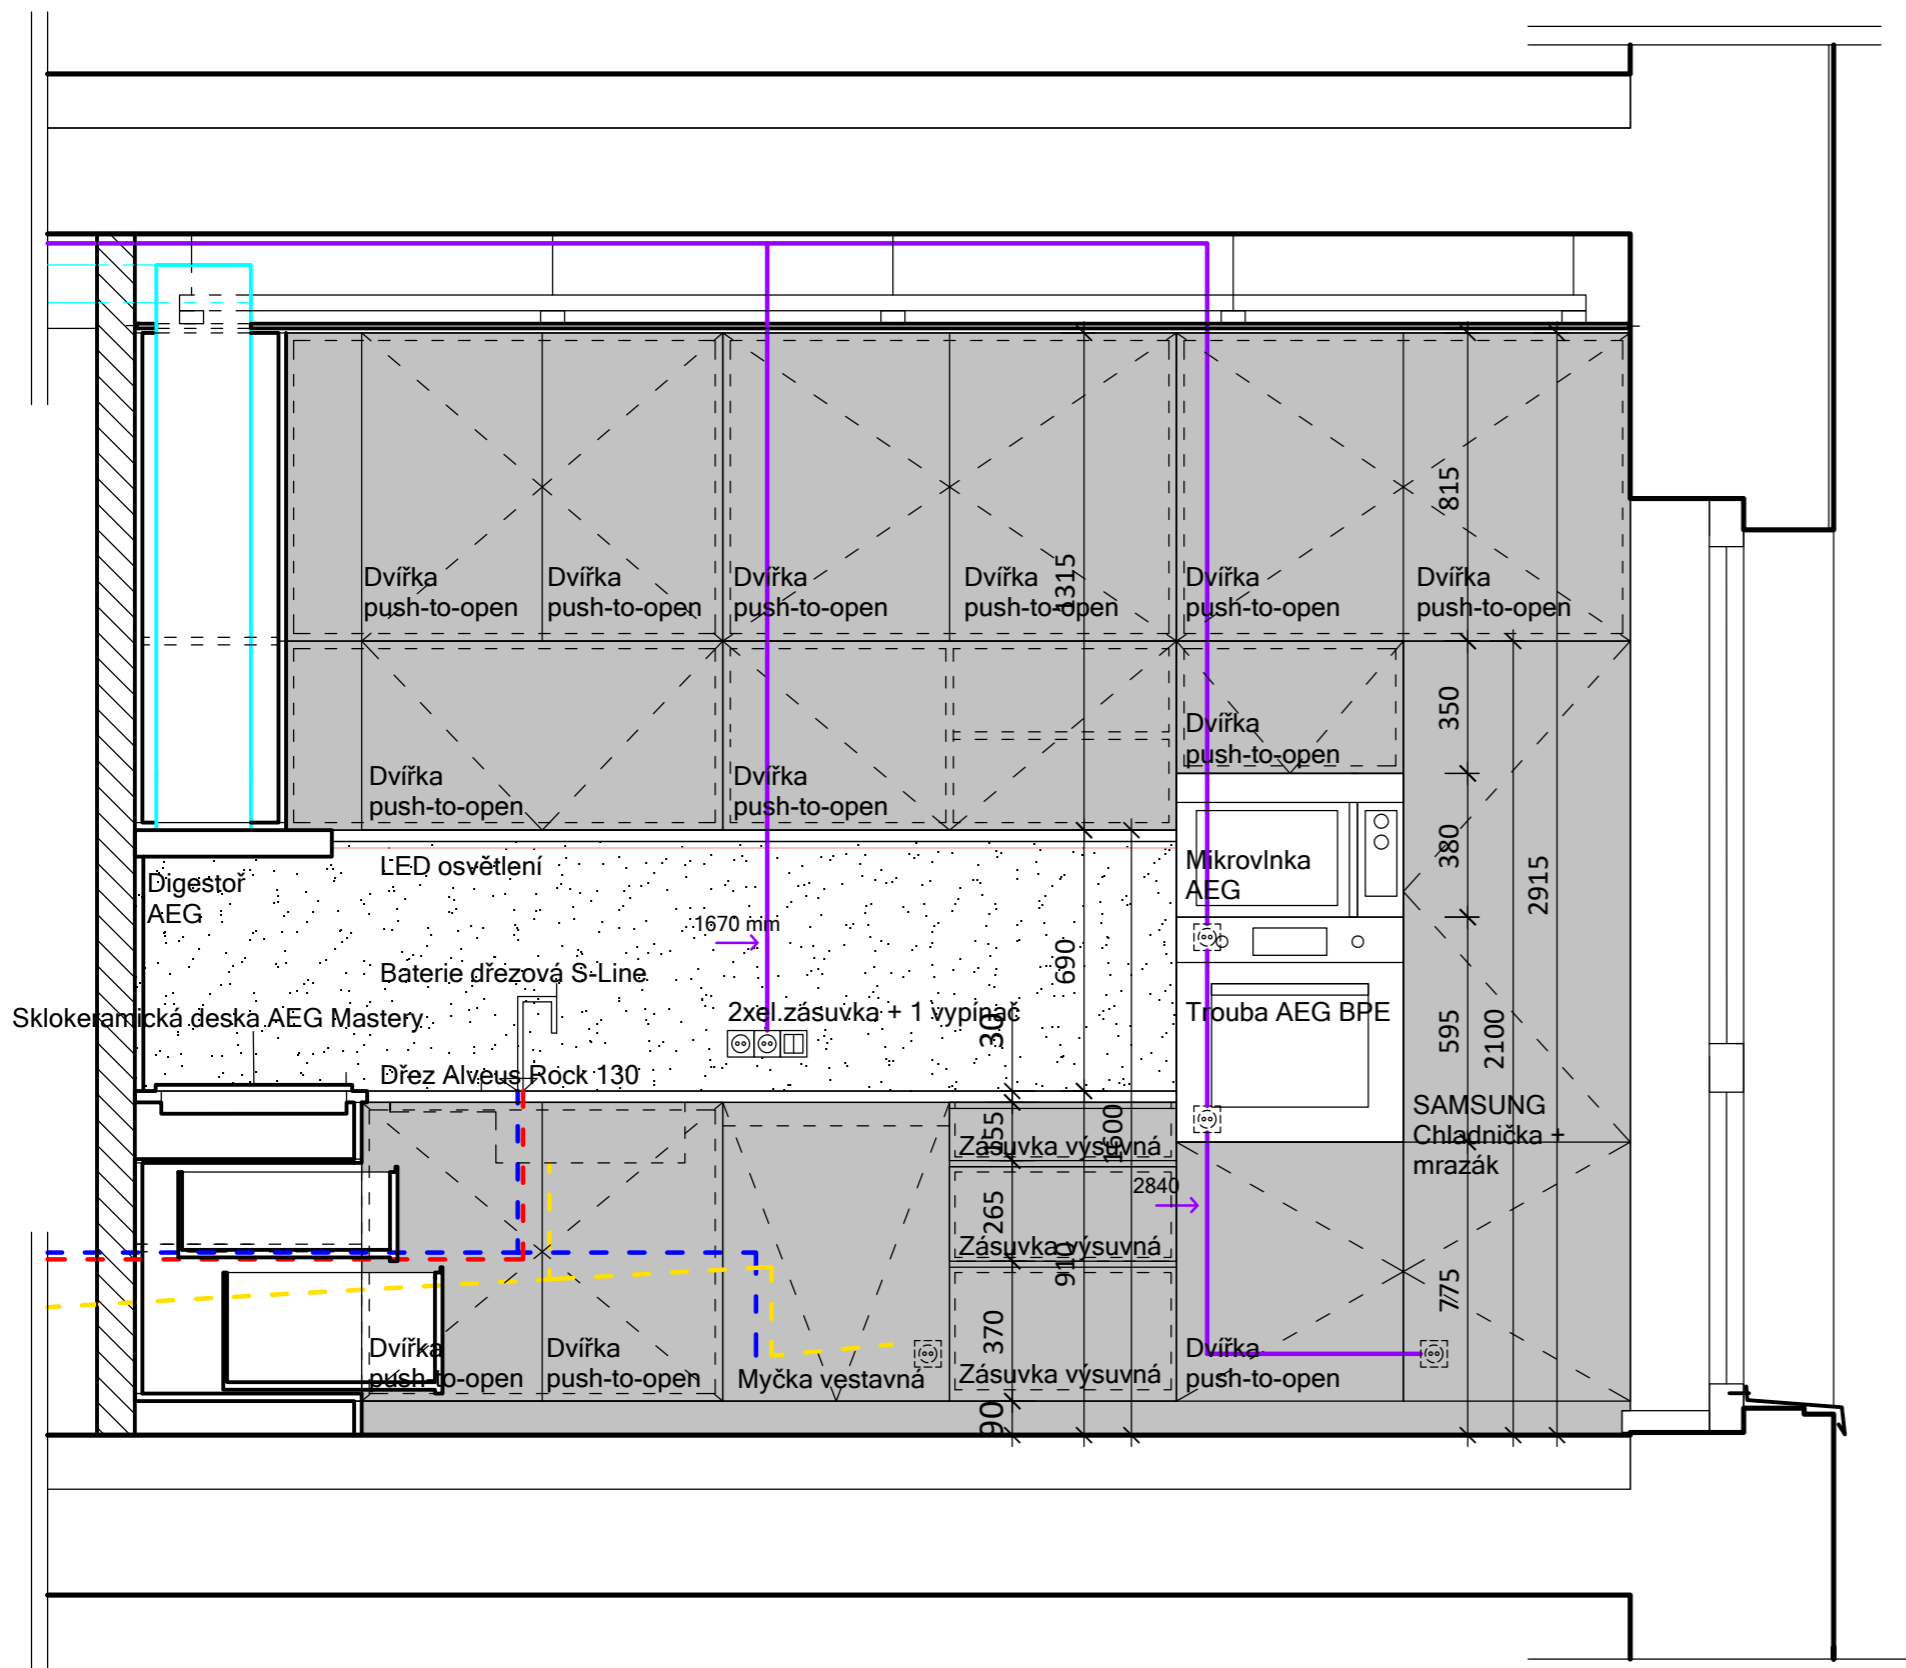 815
1315
Dvířka
push-to-open
Dvířka
push-to-open
Dvířka
push-to-open
Dvířka
push-to-open
Dvířka
push-to-open
Dvířka
push-to-open
350
Dvířka
push-to-open
Dvířka
push-to-open
Dvířka
push-to-open
380
2915
LED osvětlení
Mikrovlnka
AEG
Digestoř
AEG
1670 mm
690
Baterie dřezová S-Line
Sklokeramická deska AEG Mastery
2xel.zásuvka + 1 vypínač
30
Trouba AEG BPE
595
2100
Dřez Alveus Rock 130
SAMSUNG
Chladnička +
mrazák
155
1600
Zásuvka výsuvná
2840
265
Zásuvka výsuvná
910
775
370
Dvířka
push-to-open
Dvířka
push-to-open
Myčka vestavná
Zásuvka výsuvná
Dvířka
push-to-open
90